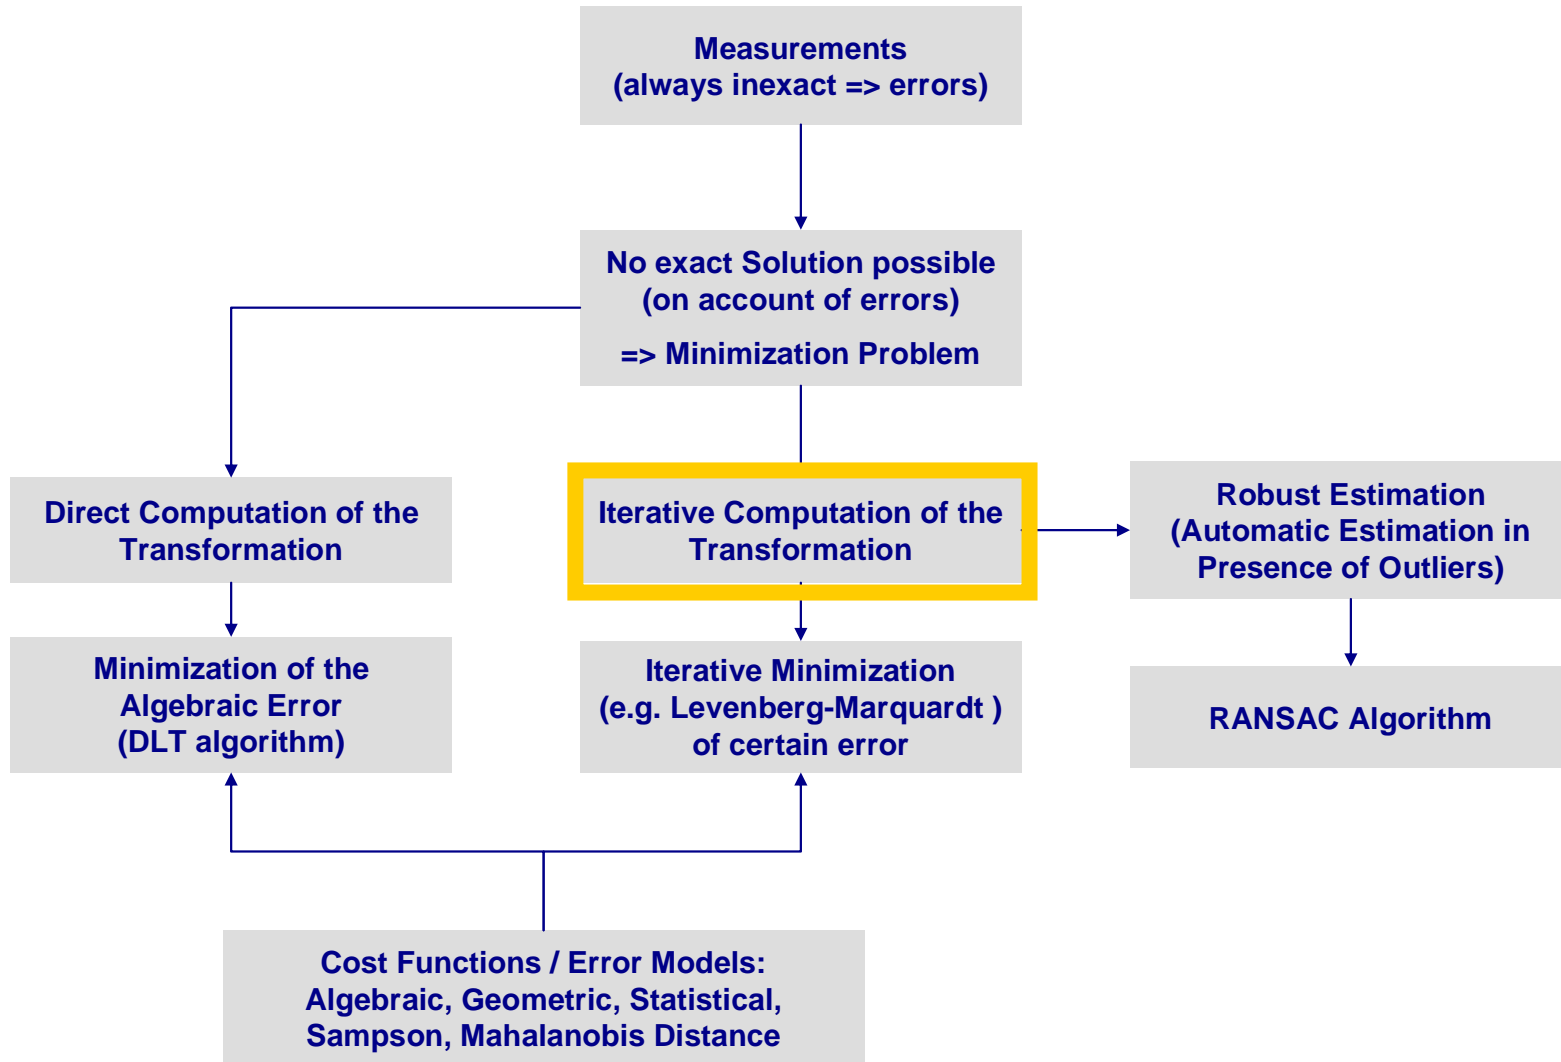 Measurements
(always inexact => errors)
No exact Solution possible
(on account of errors)
=> Minimization Problem
Direct Computation of the
Transformation
Iterative Computation of the
Transformation
Robust Estimation
(Automatic Estimation in
Presence of Outliers)
Minimization of the
Algebraic Error
(DLT algorithm)
Iterative Minimization
(e.g. Levenberg-Marquardt )
of certain error
RANSAC Algorithm
Cost Functions / Error Models:
Algebraic, Geometric, Statistical,
Sampson, Mahalanobis Distance